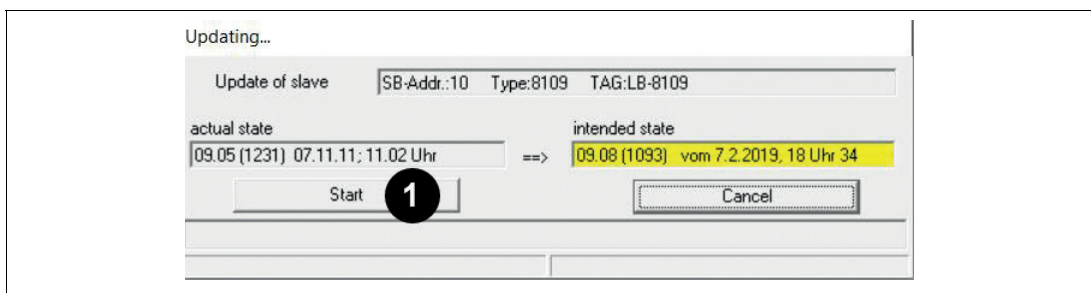 Updating...
Update of slave SB-Addr.:10 Type:8109 TAG:LB-8109
actual state intended state
09.05 (1231) 07.11.11; 11.02 Uhr ==> 09.08 (1093) vom 7.2.2019, 18 Uhr 34
Start 1 Cancel